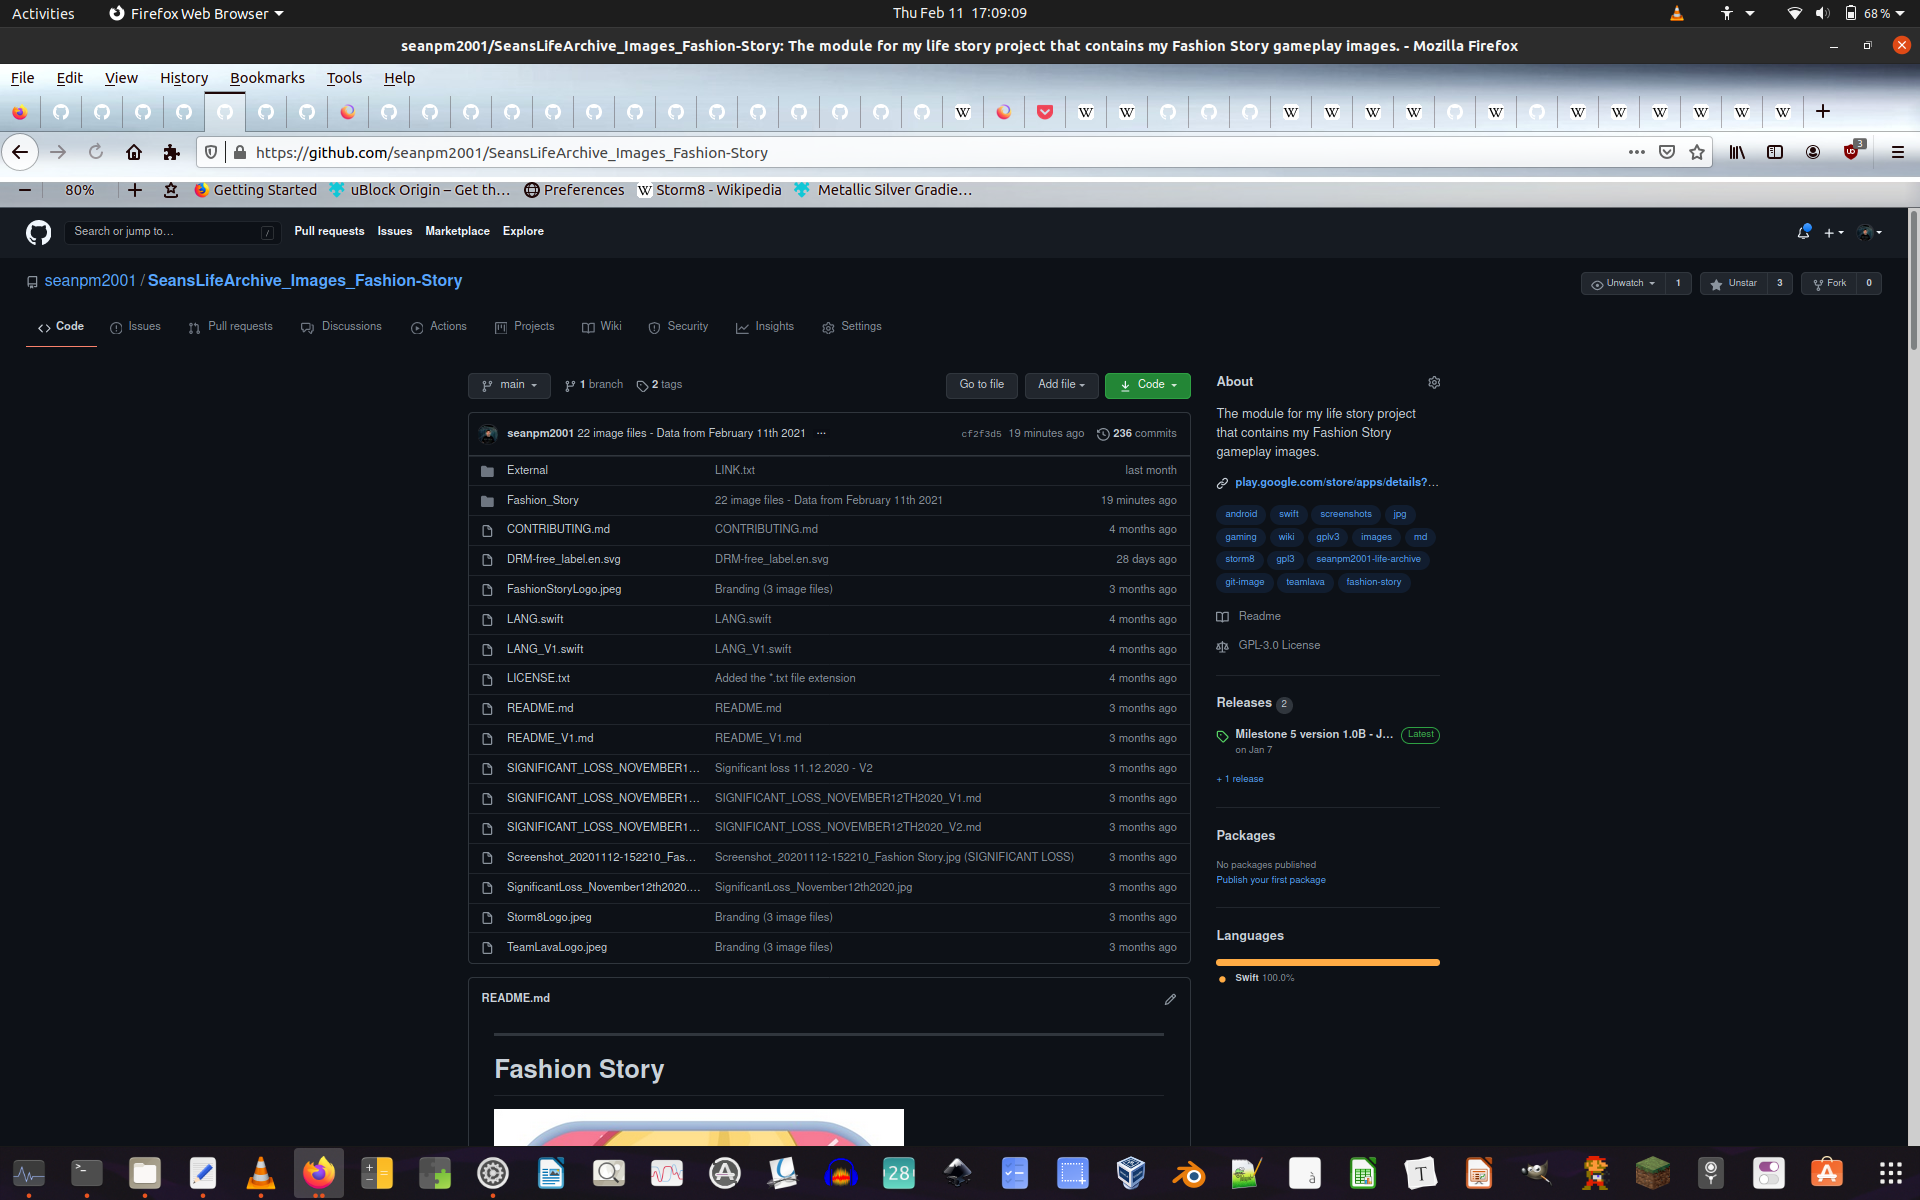 Activities Firefox Web Browser Thu Feb 11 17:09:09 68%
seanpm2001/SeansLifeArchive_Images_Fashion-Story: The module for my life story project that contains my Fashion Story gameplay images. - Mozilla Firefox
File Edit View History Bookmarks Tools Help
https://github.com/seanpm2001/SeansLifeArchive_Images_Fashion-Story 3
80% Getting Started uBlock Origin – Get th… Preferences Storm8 - Wikipedia Metallic Silver Gradie…
Search or jump to… / Pull requests Issues Marketplace Explore
seanpm2001 / SeansLifeArchive_Images_Fashion-Story Unwatch 1 Unstar 3 Fork 0
Code Issues Pull requests Discussions Actions Projects Wiki Security Insights Settings
main 1 branch 2 tags Go to file Add file Code
seanpm2001 22 image files - Data from February 11th 2021 ... cf2f3d5 19 minutes ago 236 commits
External LINK.txt last month
Fashion_Story 22 image files - Data from February 11th 2021 19 minutes ago
CONTRIBUTING.md CONTRIBUTING.md 4 months ago
DRM-free_label.en.svg DRM-free_label.en.svg 28 days ago
FashionStoryLogo.jpeg Branding (3 image files) 3 months ago
LANG.swift LANG.swift 4 months ago
LANG_V1.swift LANG_V1.swift 4 months ago
LICENSE.txt Added the *.txt file extension 4 months ago
README.md README.md 3 months ago
README_V1.md README_V1.md 3 months ago
SIGNIFICANT_LOSS_NOVEMBER1… Significant loss 11.12.2020 - V2 3 months ago
SIGNIFICANT_LOSS_NOVEMBER1… SIGNIFICANT_LOSS_NOVEMBER12TH2020_V1.md 3 months ago
SIGNIFICANT_LOSS_NOVEMBER1… SIGNIFICANT_LOSS_NOVEMBER12TH2020_V2.md 3 months ago
Screenshot_20201112-152210_Fas… Screenshot_20201112-152210_Fashion Story.jpg (SIGNIFICANT LOSS) 3 months ago
SignificantLoss_November12th2020.… SignificantLoss_November12th2020.jpg 3 months ago
Storm8Logo.jpeg Branding (3 image files) 3 months ago
TeamLavaLogo.jpeg Branding (3 image files) 3 months ago
README.md
Fashion Story
About
The module for my life story project
that contains my Fashion Story
gameplay images.
play.google.com/store/apps/details?…
android swift screenshots jpg
gaming wiki gplv3 images md
storm8 gpl3 seanpm2001-life-archive
git-image teamlava fashion-story
Readme
GPL-3.0 License
Releases 2
Milestone 5 version 1.0B - J… Latest
on Jan 7
+ 1 release
Packages
No packages published
Publish your first package
Languages
Swift 100.0%
28